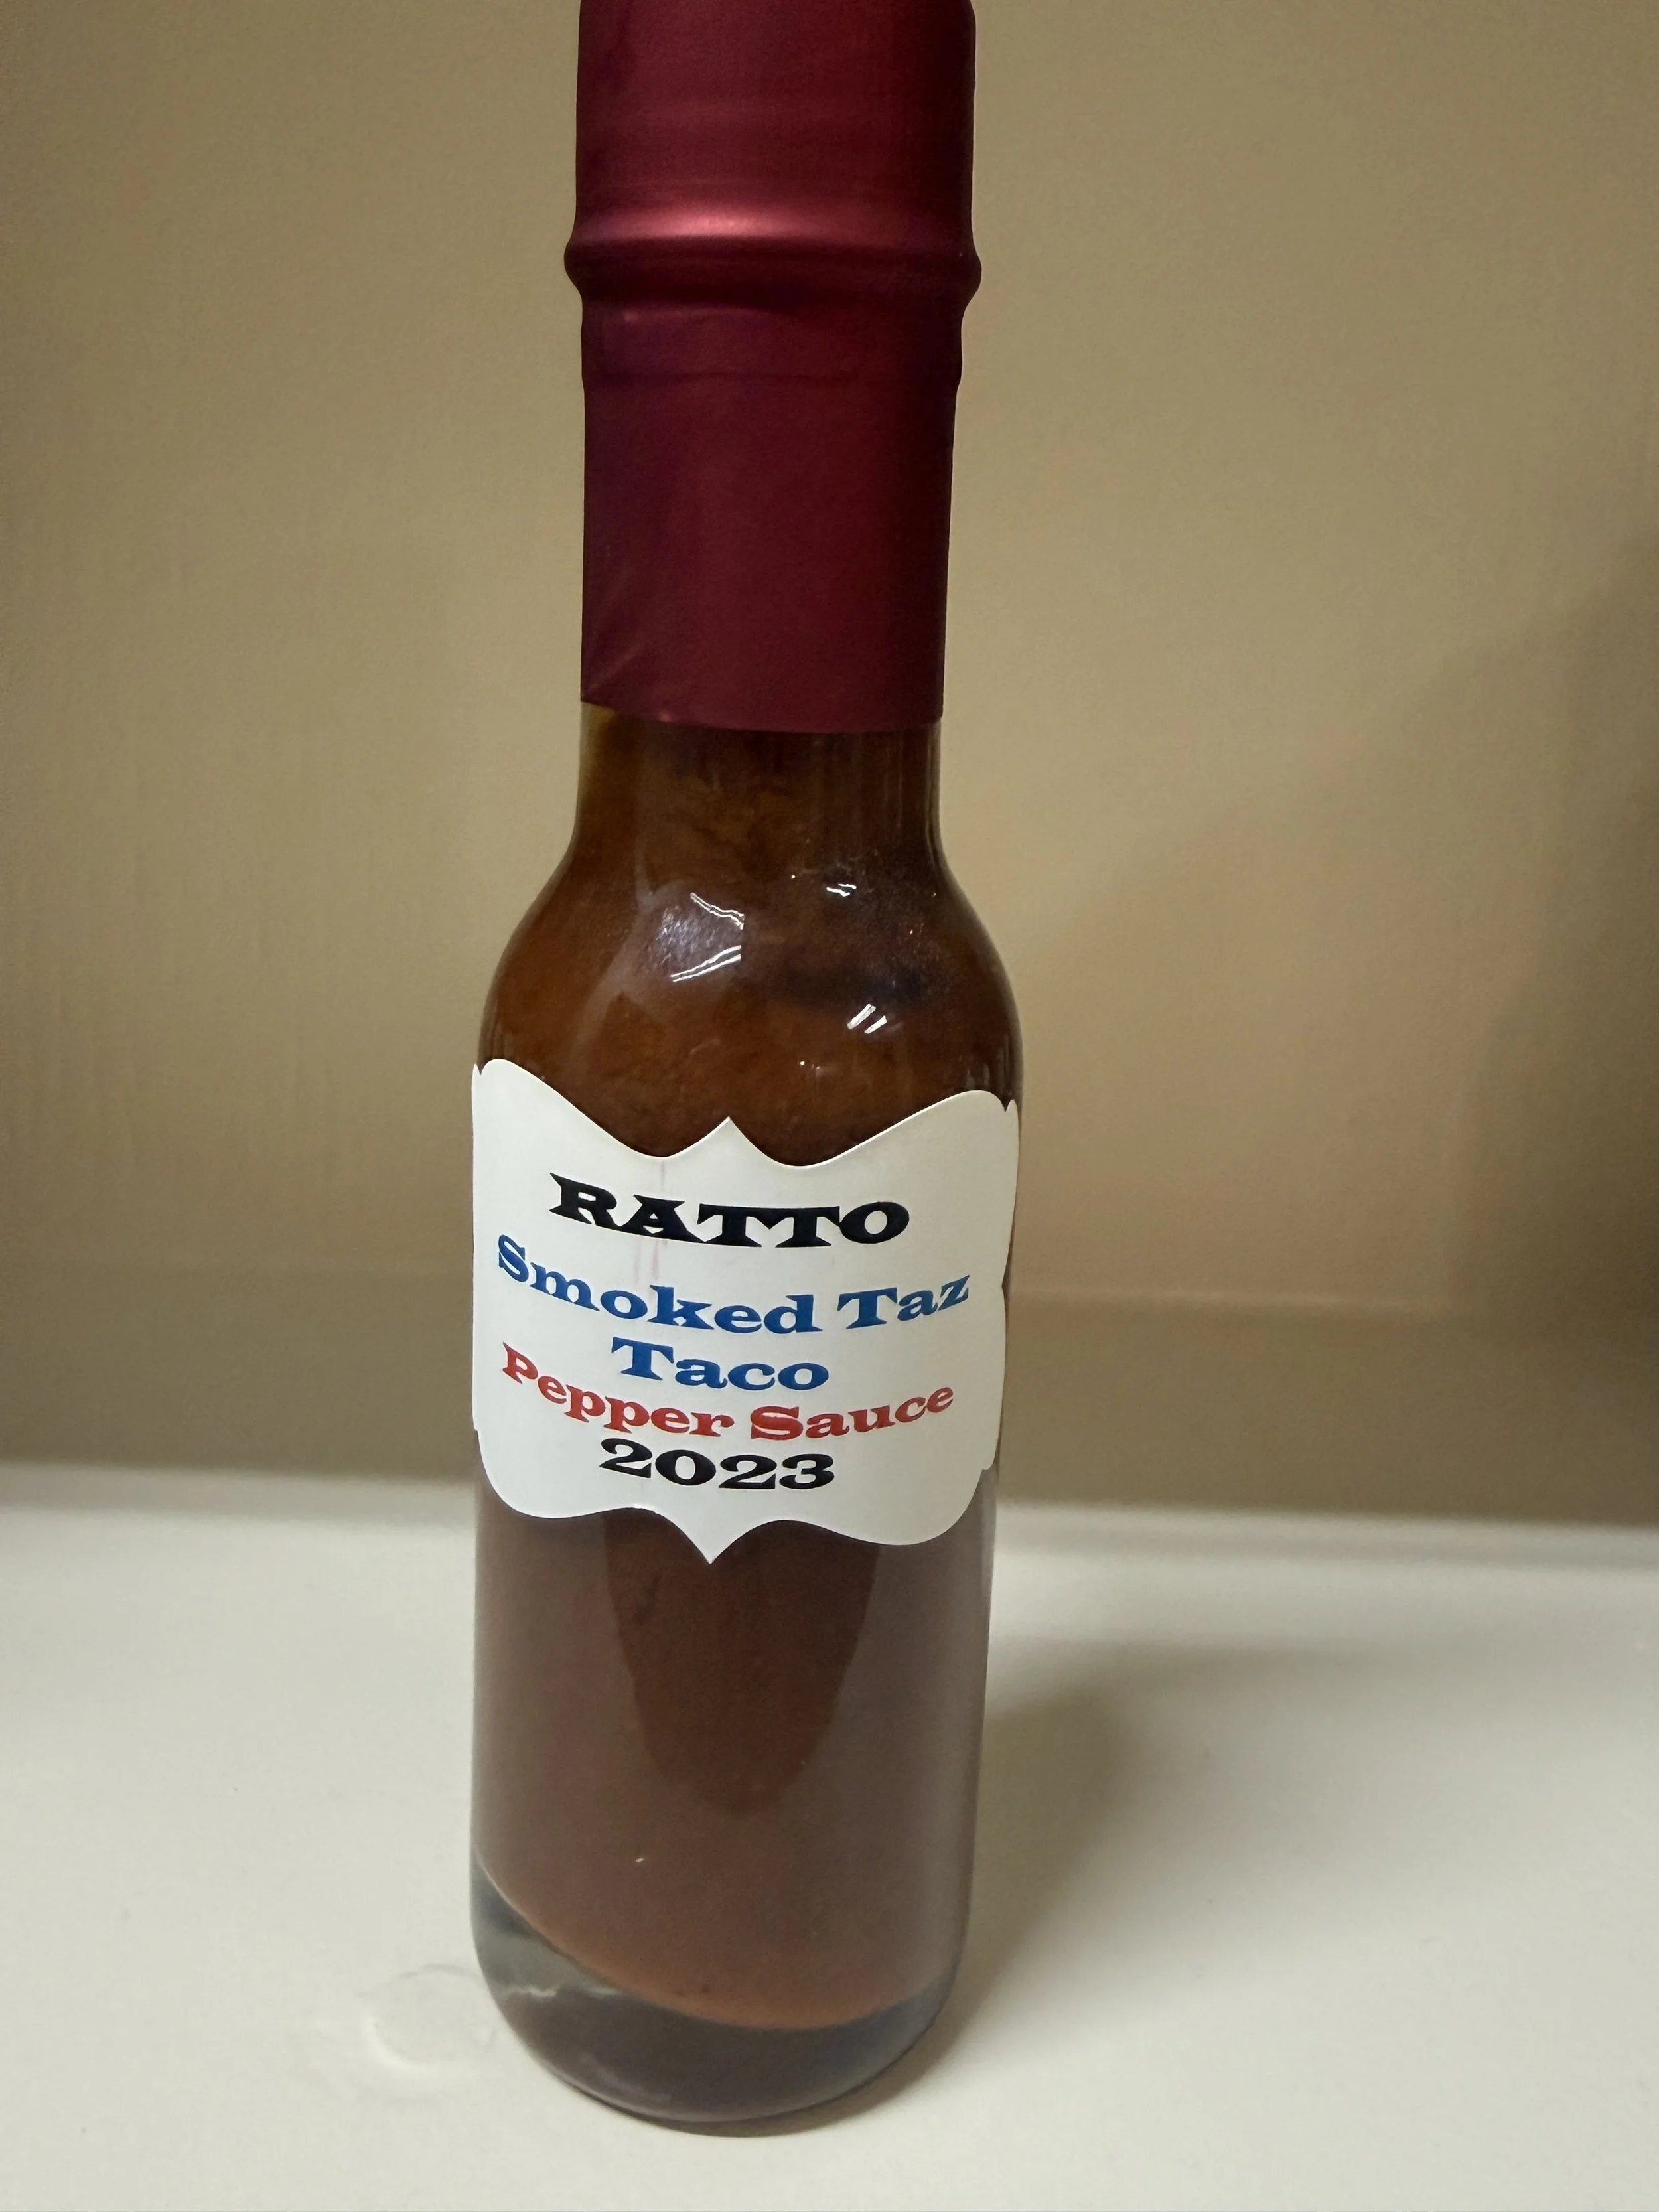 RATTO
Smoked Taz
Taco
Pepper Sauce
2023